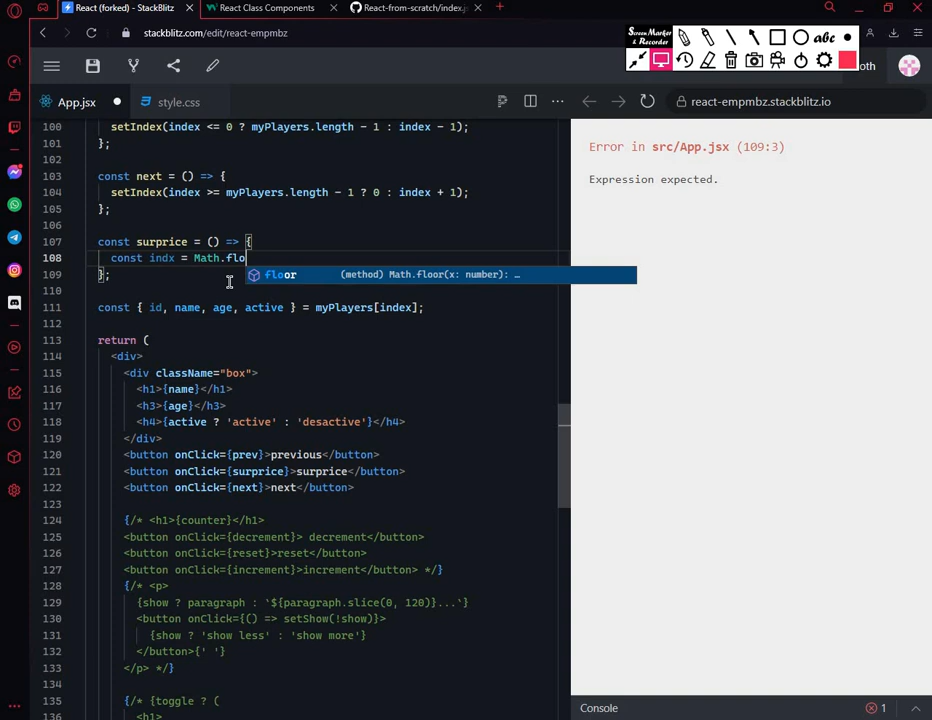 React (forked) - StackBlitz
React Class Components
React-from-scratch/index.
stackblitz.com/edit/react-empmbz
Screen Marker
& Recorder
abc
oth
App.jsx
style.css
react-empmbz.stackblitz.io
100 setIndex(index <= 0 ? myPlayers.length - 1 : index - 1);
101 };
102
103 const next = () => {
104 setIndex(index >= myPlayers.length - 1 ? 0 : index + 1);
105 };
106
107 const surprice = () => {
108 const indx = Math.flo
floor (method) Math.floor(x: number): …
109 };
110
111 const { id, name, age, active } = myPlayers[index];
112
113 return (
114 <div>
115 <div className="box">
116 <h1>{name}</h1>
117 <h3>{age}</h3>
118 <h4>{active ? 'active' : 'desactive'}</h4>
119 </div>
120 <button onClick={prev}>previous</button>
121 <button onClick={surprice}>surprice</button>
122 <button onClick={next}>next</button>
123
124 {/* <h1>{counter}</h1>
125 <button onClick={decrement}> decrement</button>
126 <button onClick={reset}>reset</button>
127 <button onClick={increment}>increment</button> */}
128 {/* <p>
129 {show ? paragraph : `${paragraph.slice(0, 120)}...`}
130 <button onClick={() => setShow(!show)}>
131 {show ? 'show less' : 'show more'}
132 </button>{' '}
133 </p> */}
134
135 {/* {toggle ? (
136 <h1>
Error in src/App.jsx (109:3)
Expression expected.
Console
1